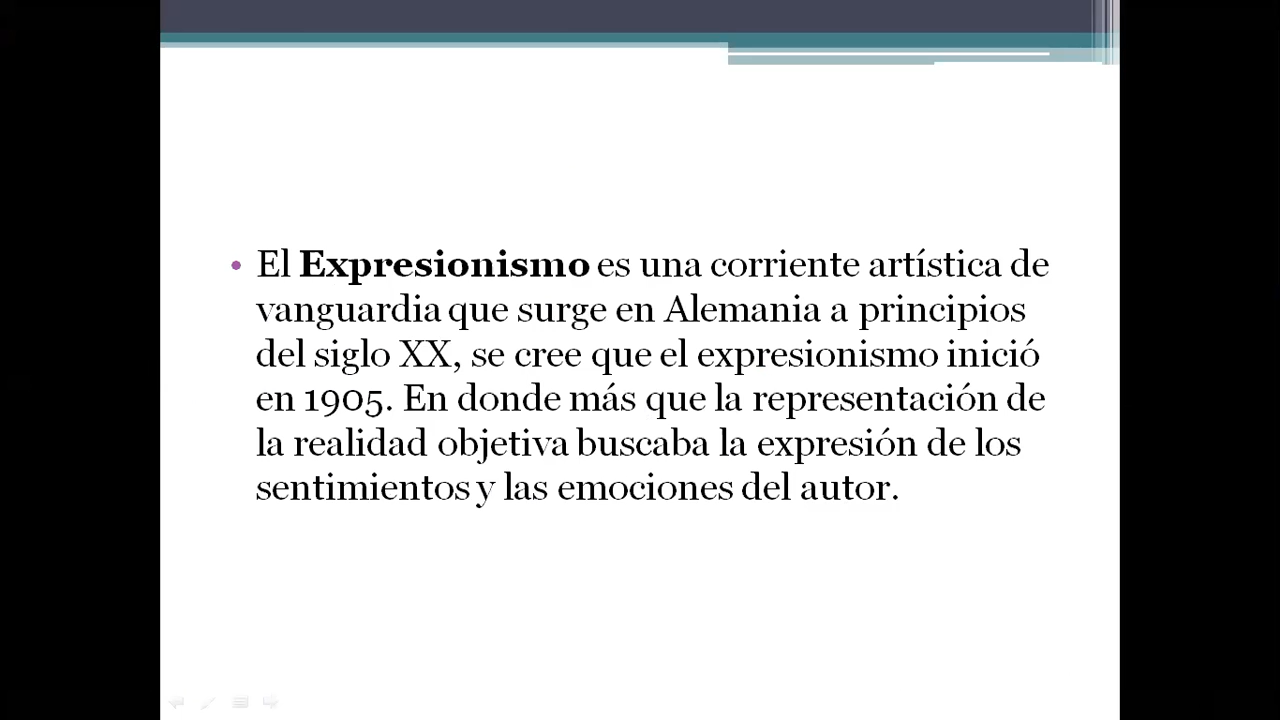 • El Expresionismo es una corriente artística de
vanguardia que surge en Alemania a principios
del siglo XX, se cree que el expresionismo inició
en 1905. En donde más que la representación de
la realidad objetiva buscaba la expresión de los
sentimientos y las emociones del autor.